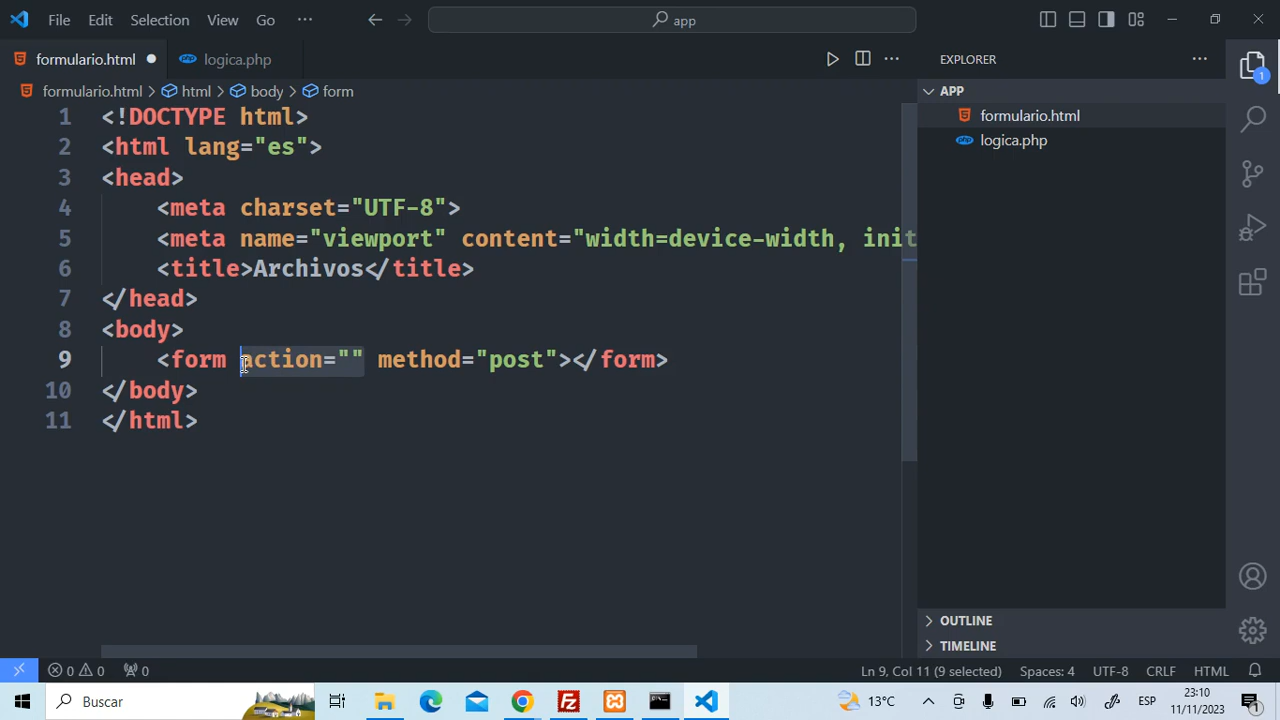 File Edit Selection View Go ··· app
formulario.html logica.php
EXPLORER
formulario.html > html > body > form
APP
formulario.html
logica.php
1 <!DOCTYPE html>
2 <html lang="es">
3 <head>
4 <meta charset="UTF-8">
5 <meta name="viewport" content="width=device-width, init
6 <title>Archivos</title>
7 </head>
8 <body>
9 <form action="" method="post"></form>
10 </body>
11 </html>
OUTLINE
TIMELINE
0 0 0
Ln 9, Col 11 (9 selected) Spaces: 4 UTF-8 CRLF HTML
Buscar
13°C
ESP
23:10
11/11/2023
1
1